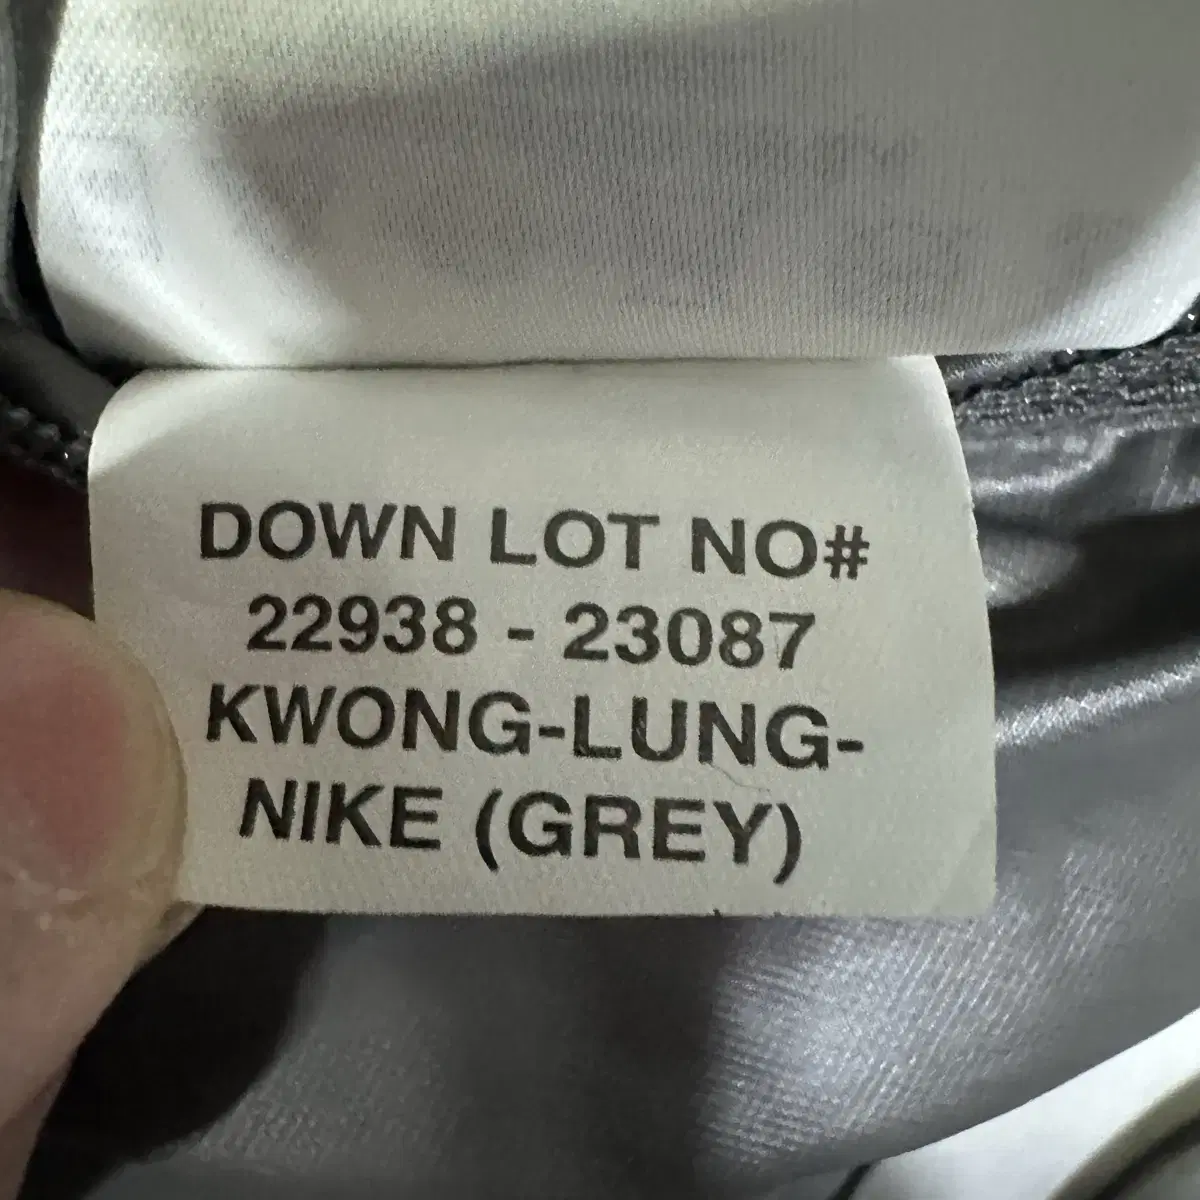 DOWN LOT NO#
22938 - 23087
KWONG-LUNG-
NIKE (GREY)